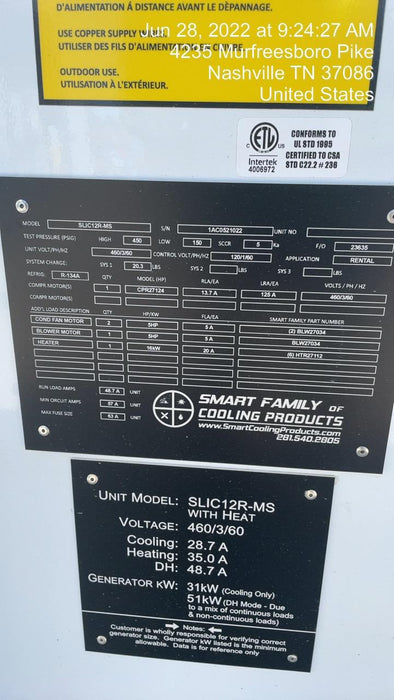 D'ALIMENTATION Á DISTANCE AVANT LE DÉPANNAGE.
Jun 28, 2022 at 9:24:27 AM
4235 Murfreesboro Pike
Nashville TN 37086
United States
USE COPPER SUPPLY
UTILISER DES FILS D'ALIMENTATION EN CUIVRE
OUTDOOR USE.
UTILISATION À L'EXTÉRIEUR.
ETL
C US
Intertek
4006972
CONFORMS TO
UL STD 1995
CERTIFIED TO CSA
STD C22.2 # 236
MODEL SLIC12R-MS S/N 1AC0521022 UNIT NO
TEST PRESSURE (PSIG) HIGH 450 LOW 150 SCCR 5 Ka F/O 23635
UNIT VOLT/PH/HZ 460/3/60 CONTROL VOLT/PH/HZ 120/1/60 APPLICATION RENTAL
SYSTEM CHARGE: SYS 1 20.3 LBS SYS 2 LBS SYS 3 LBS
REFRIG. R-134A QTY MODEL (HP) RLA/EA LRA/EA VOLTS / PH / HZ
COMPR MOTOR(S) 1 CPR27124 13.7 A 125 A 460/3/60
COMPR MOTOR(S)
ADD'L LOAD DESCRIPTION QTY HP/KW FLA/EA SMART FAMILY PART NUMBER
COND FAN MOTOR 2 5HP 5 A (2) BLW27034
BLOWER MOTOR 1 5HP 5 A BLW27034
HEATER 1 16kW 20 A (6) HTR27112
RUN LOAD AMPS 48.7 A UNIT
MIN CIRCUIT AMPS 57 A UNIT
MAX FUSE SIZE 63 A UNIT
SMART FAMILY OF
COOLING PRODUCTS
www.SmartCoolingProducts.com
281.540.2805
UNIT MODEL: SLIC12R-MS
WITH HEAT
VOLTAGE: 460/3/60
Cooling: 28.7 A
Heating: 35.0 A
DH: 48.7 A
GENERATOR KW: 31kW (Cooling Only)
51kW (DH Mode - Due
to a mix of continuous loads
& non-continuous loads)
Notes:
Customer is wholly responsible for verifying correct
generator size. Generator kW listed is the minimum
allowable. Data is for reference only